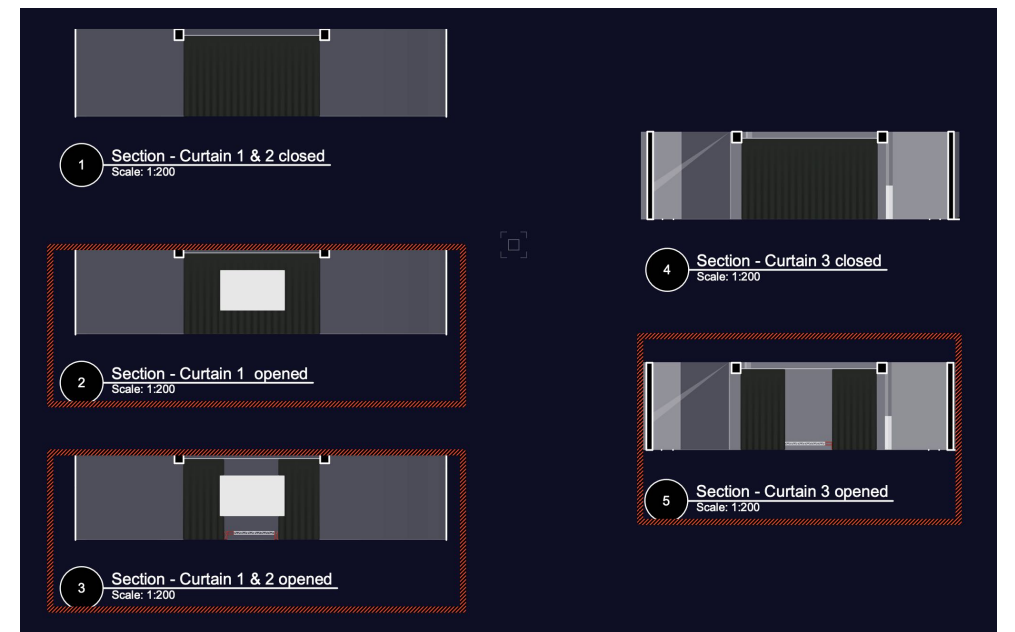 1
Section - Curtain 1 & 2 closed
Scale: 1:200
2
Section - Curtain 1  opened
Scale: 1:200
3
Section - Curtain 1 & 2 opened
Scale: 1:200
4
Section - Curtain 3 closed
Scale: 1:200
5
Section - Curtain 3 opened
Scale: 1:200